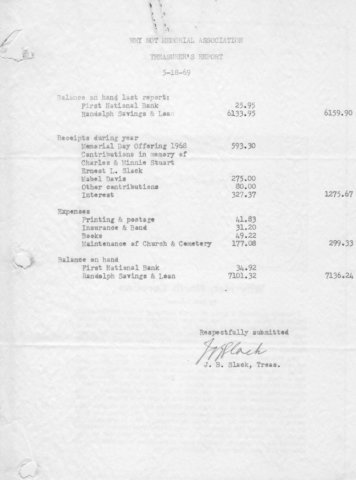 WHY NOT MEMORIAL ASSOCIATION
TREASURER'S REPORT
5-18-69
Balance on hand last report:
First National Bank 25.95
Randolph Savings & Loan 6133.95 6159.90
Receipts during year
Memorial Day Offering 1968 593.30
Contributions in memory of
Charles & Minnie Stuart
Ernest L. Slack
Mabel Davis 275.00
Other contributions 80.00
Interest 327.37 1275.67
Expenses
Printing & postage 41.83
Insurance & Bond 31.20
Books 49.22
Maintenance of Church & Cemetery 177.08 299.33
Balance on hand
First National Bank 34.92
Randolph Savings & Loan 7101.32 7136.24
Respectfully submitted
J B Slack
J. B. Slack, Treas.